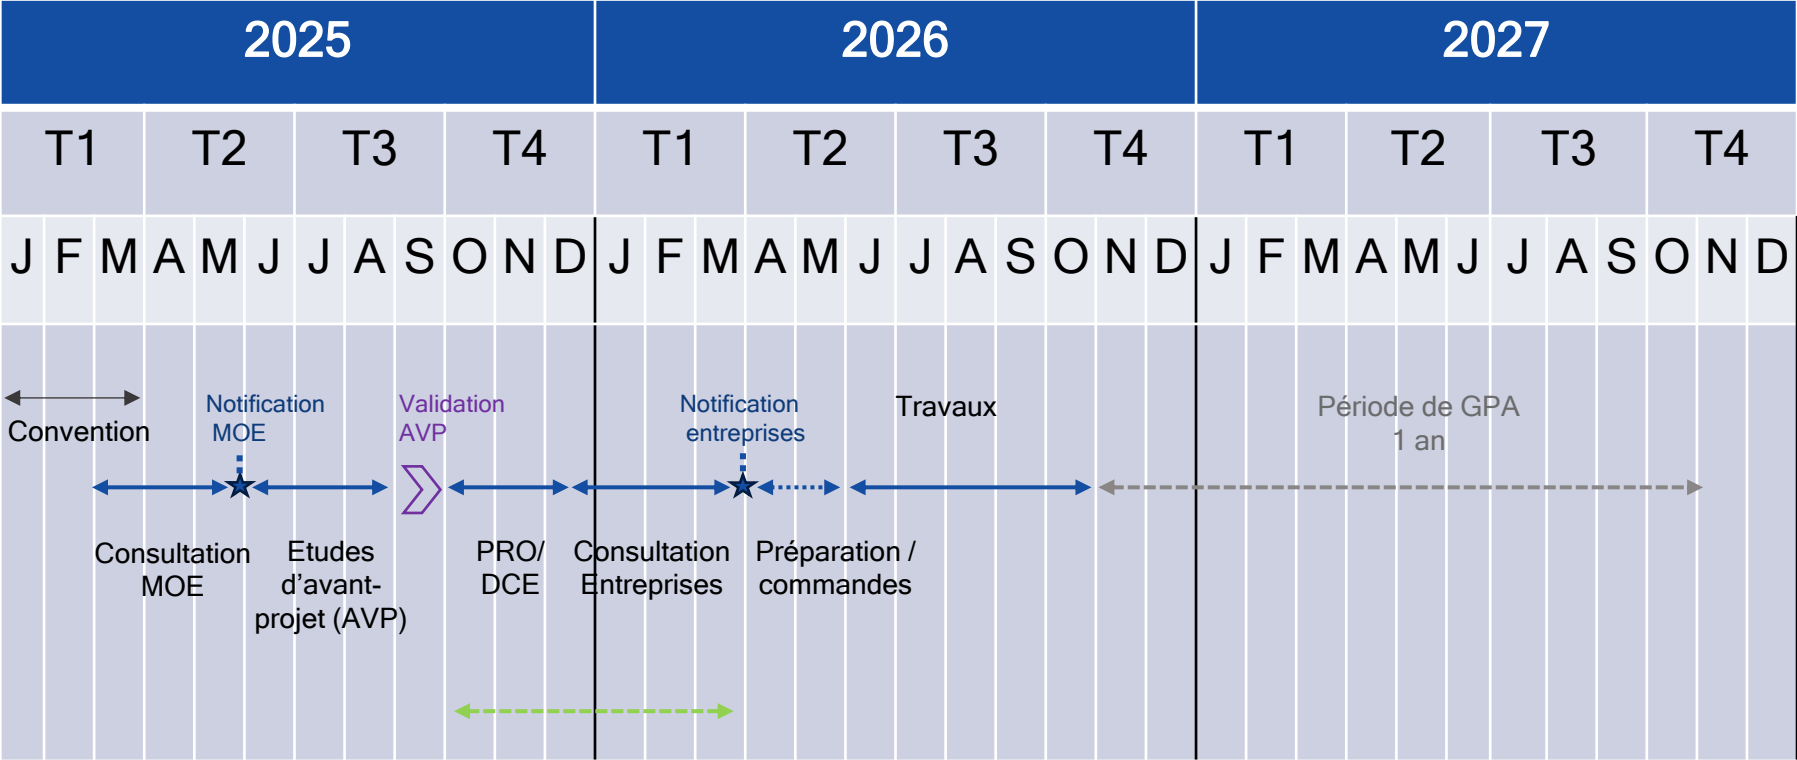 2025 2026 2027
T1 T2 T3 T4 T1 T2 T3 T4 T1 T2 T3 T4
J F M A M J J A S O N D J F M A M J J A S O N D J F M A M J J A S O N D
Convention
Notification
MOE
Validation
AVP
Notification
entreprises
Travaux
Période de GPA
1 an
Consultation
MOE
Etudes
d’avant-
projet (AVP)
PRO/
DCE
Consultation
Entreprises
Préparation /
commandes